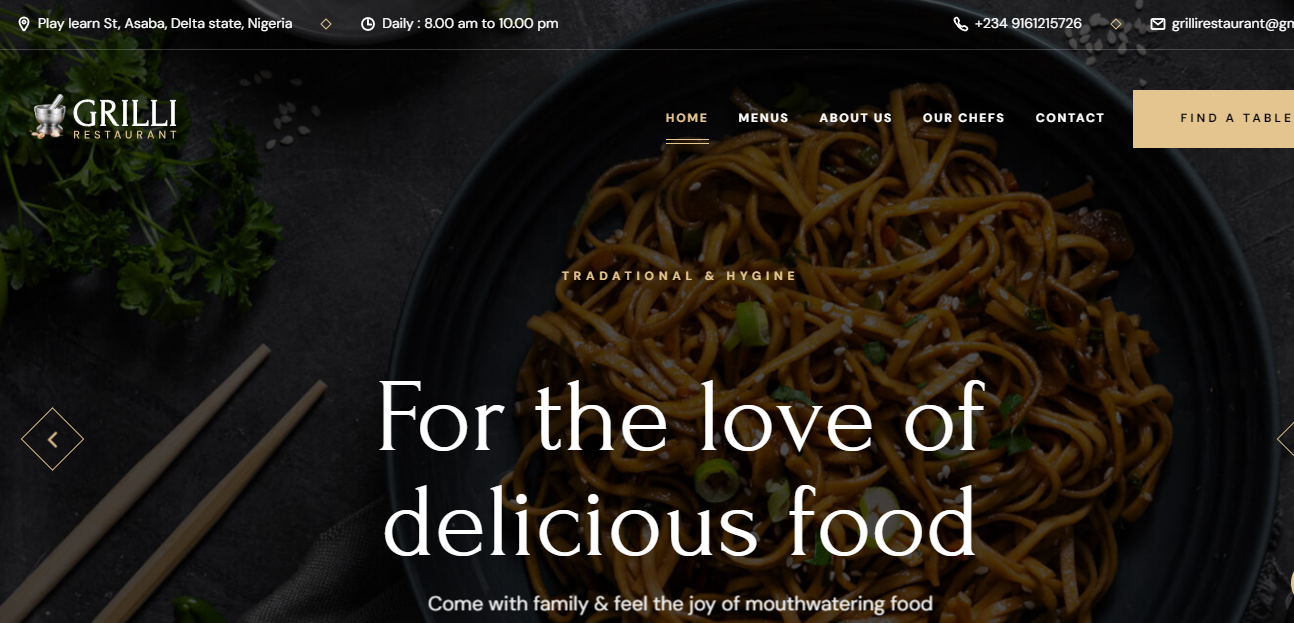 Play learn St, Asaba, Delta state, Nigeria
Daily : 8.00 am to 10.00 pm
+234 9161215726
grillirestaurant@gm
GRILLI
RESTAURANT
HOME
MENUS
ABOUT US
OUR CHEFS
CONTACT
FIND A TABLE
TRADATIONAL & HYGINE
For the love of
delicious food
Come with family & feel the joy of mouthwatering food